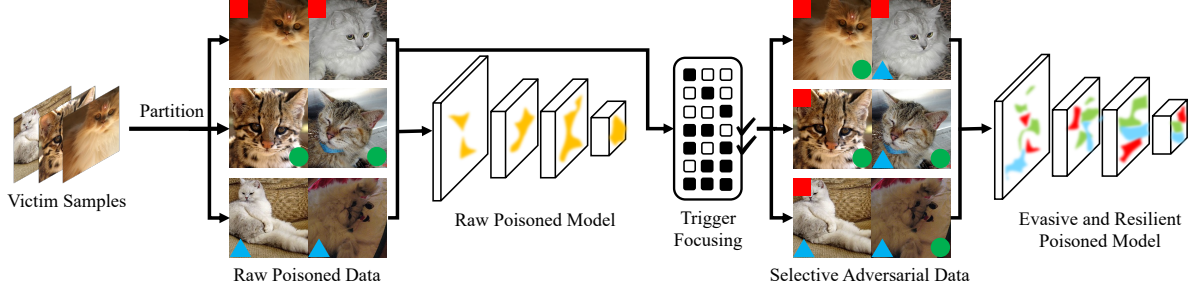 Victim Samples
Partition
Raw Poisoned Data
Raw Poisoned Model
Trigger
Focusing
Selective Adversarial Data
Evasive and Resilient
Poisoned Model